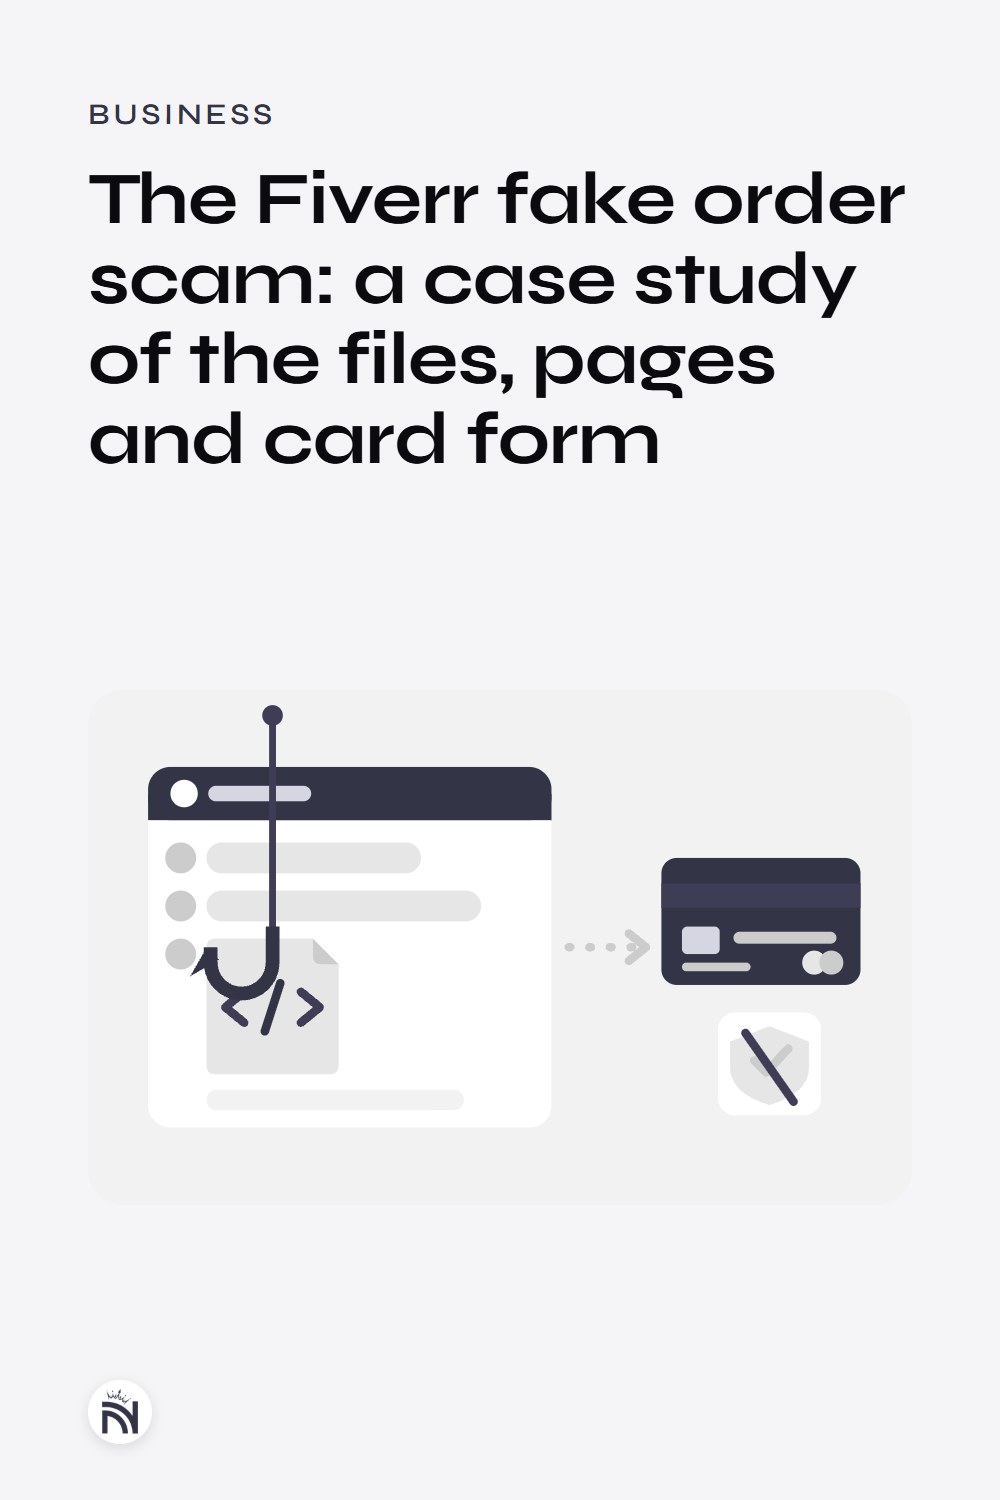 BUSINESS
The Fiverr fake order
scam: a case study
of the files, pages
and card form